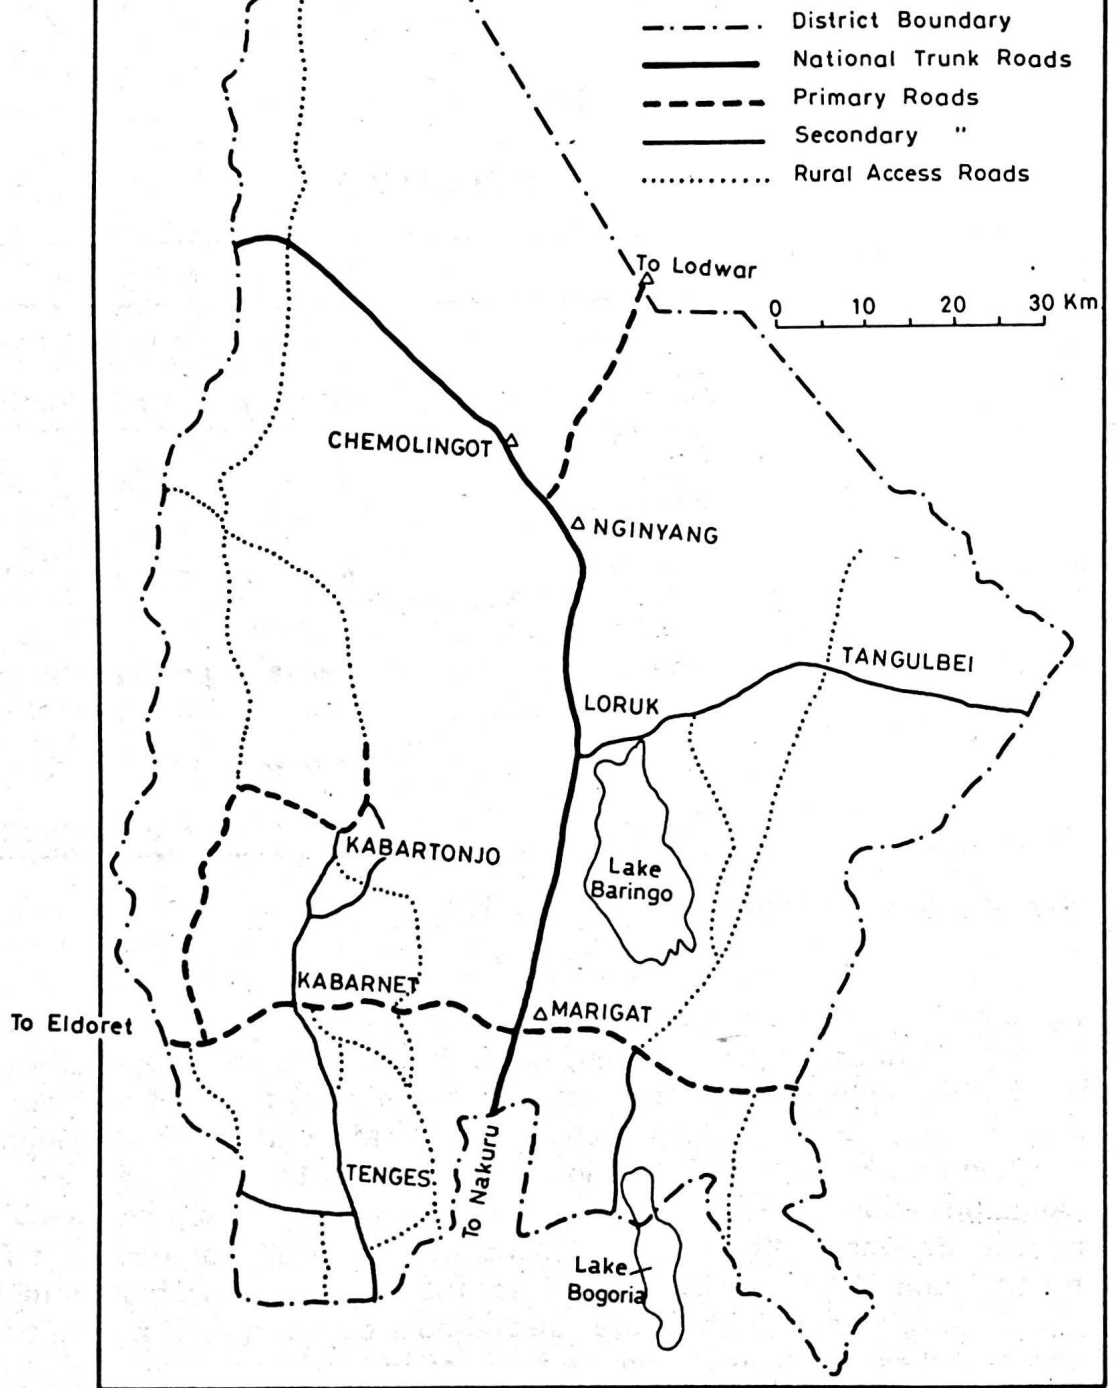 District Boundary
National Trunk Roads
Primary Roads
Secondary "
Rural Access Roads
To Lodwar
0 10 20 30 Km.
CHEMOLINGOT
NGINYANG
TANGULBEI
LORUK
KABARTONJO
Lake
Baringo
KABARNET
MARIGAT
To Eldoret
TENGES
To Nakuru
Lake
Bogoria